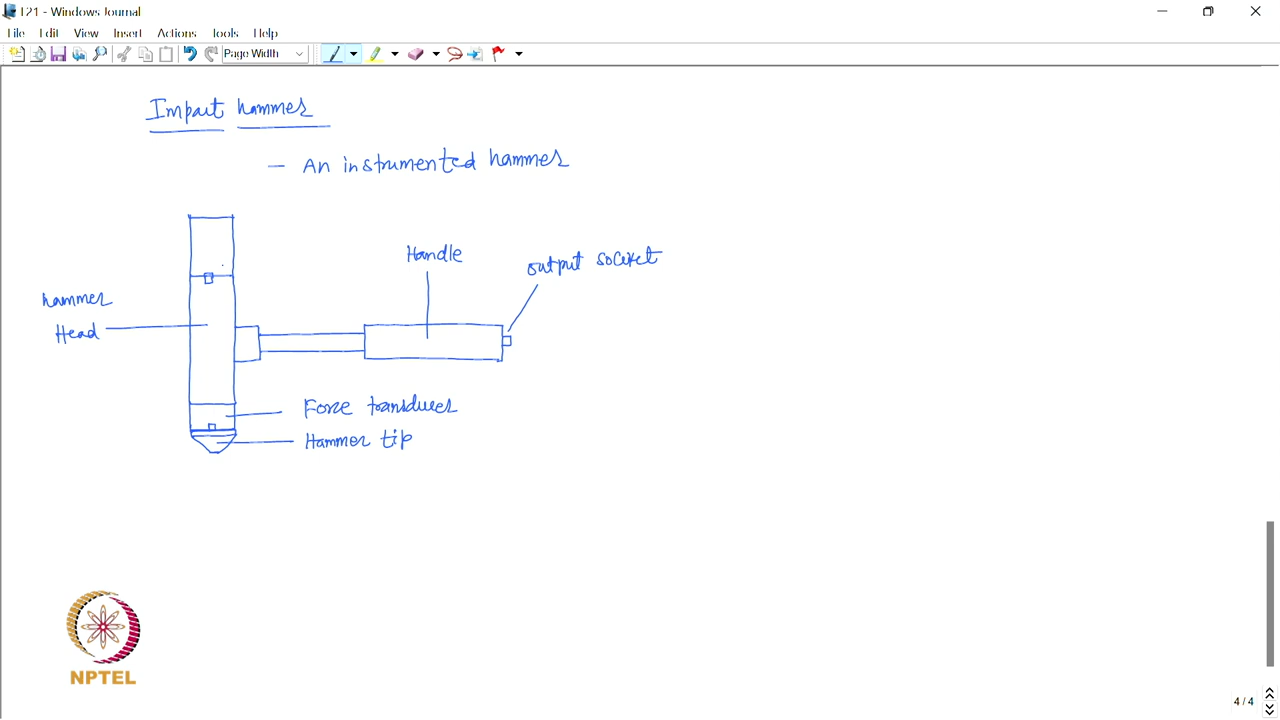 L21 - Windows Journal
File Edit View Insert Actions Tools Help
Page Width
Impact hammer
- An instrumented hammer
Handle
output socket
hammer
Head
Force transducer
Hammer tip
NPTEL
4 / 4